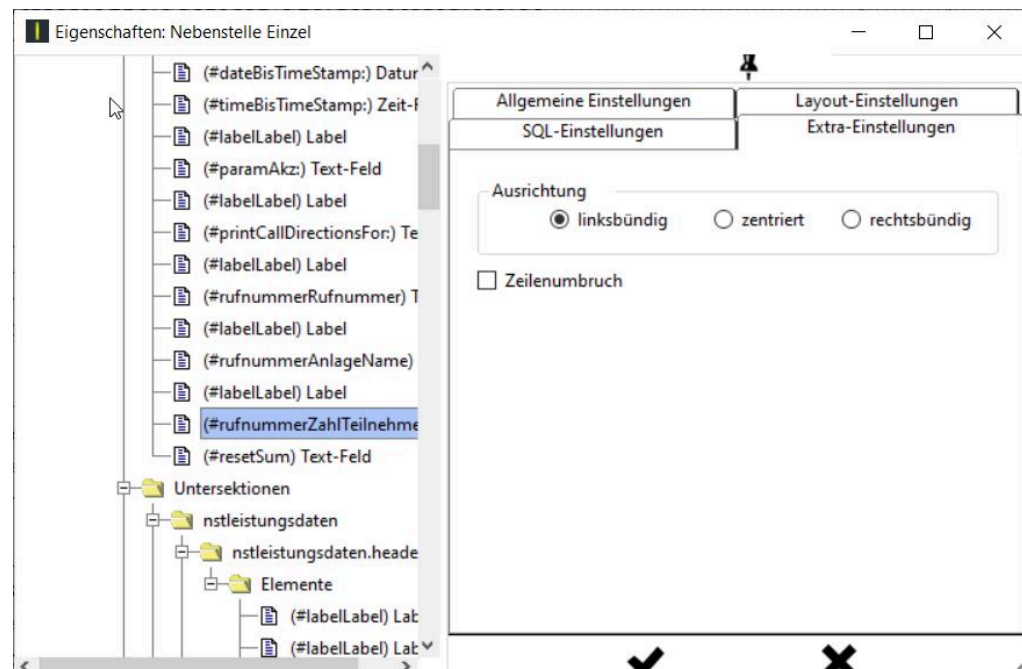 Eigenschaften: Nebenstelle Einzel
(#dateBisTimeStamp:) Datur
(#timeBisTimeStamp:) Zeit-F
(#labelLabel) Label
(#paramAkz:) Text-Feld
(#labelLabel) Label
(#printCallDirectionsFor:) Te
(#labelLabel) Label
(#rufnummerRufnummer) T
(#labelLabel) Label
(#rufnummerAnlageName)
(#labelLabel) Label
(#rufnummerZahlTeilnehme
(#resetSum) Text-Feld
Untersektionen
nstleistungsdaten
nstleistungsdaten.heade
Elemente
(#labelLabel) Lab
(#labelLabel) Lab
Allgemeine Einstellungen
Layout-Einstellungen
SQL-Einstellungen
Extra-Einstellungen
Ausrichtung
linksbündig zentriert rechtsbündig
Zeilenumbruch